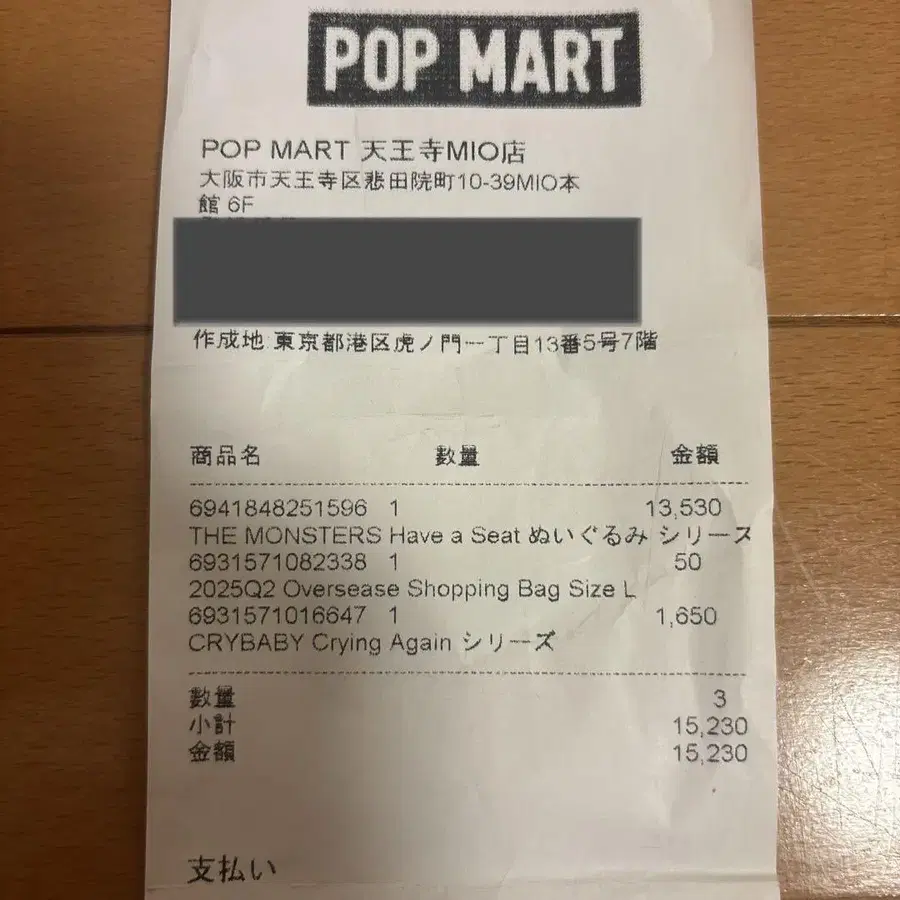 POP MART
POP MART 天王寺MIO店
大阪市天王寺区悲田院町10-39MIO本
館 6F
作成地:東京都港区虎ノ門一丁目13番5号7階
商品名 数量 金額
6941848251596 1 13,530
THE MONSTERS Have a Seat ぬいぐるみ シリーズ
6931571082338 1 50
2025Q2 Oversease Shopping Bag Size L
6931571016647 1 1,650
CRYBABY Crying Again シリーズ
数量 3
小計 15,230
金額 15,230
支払い